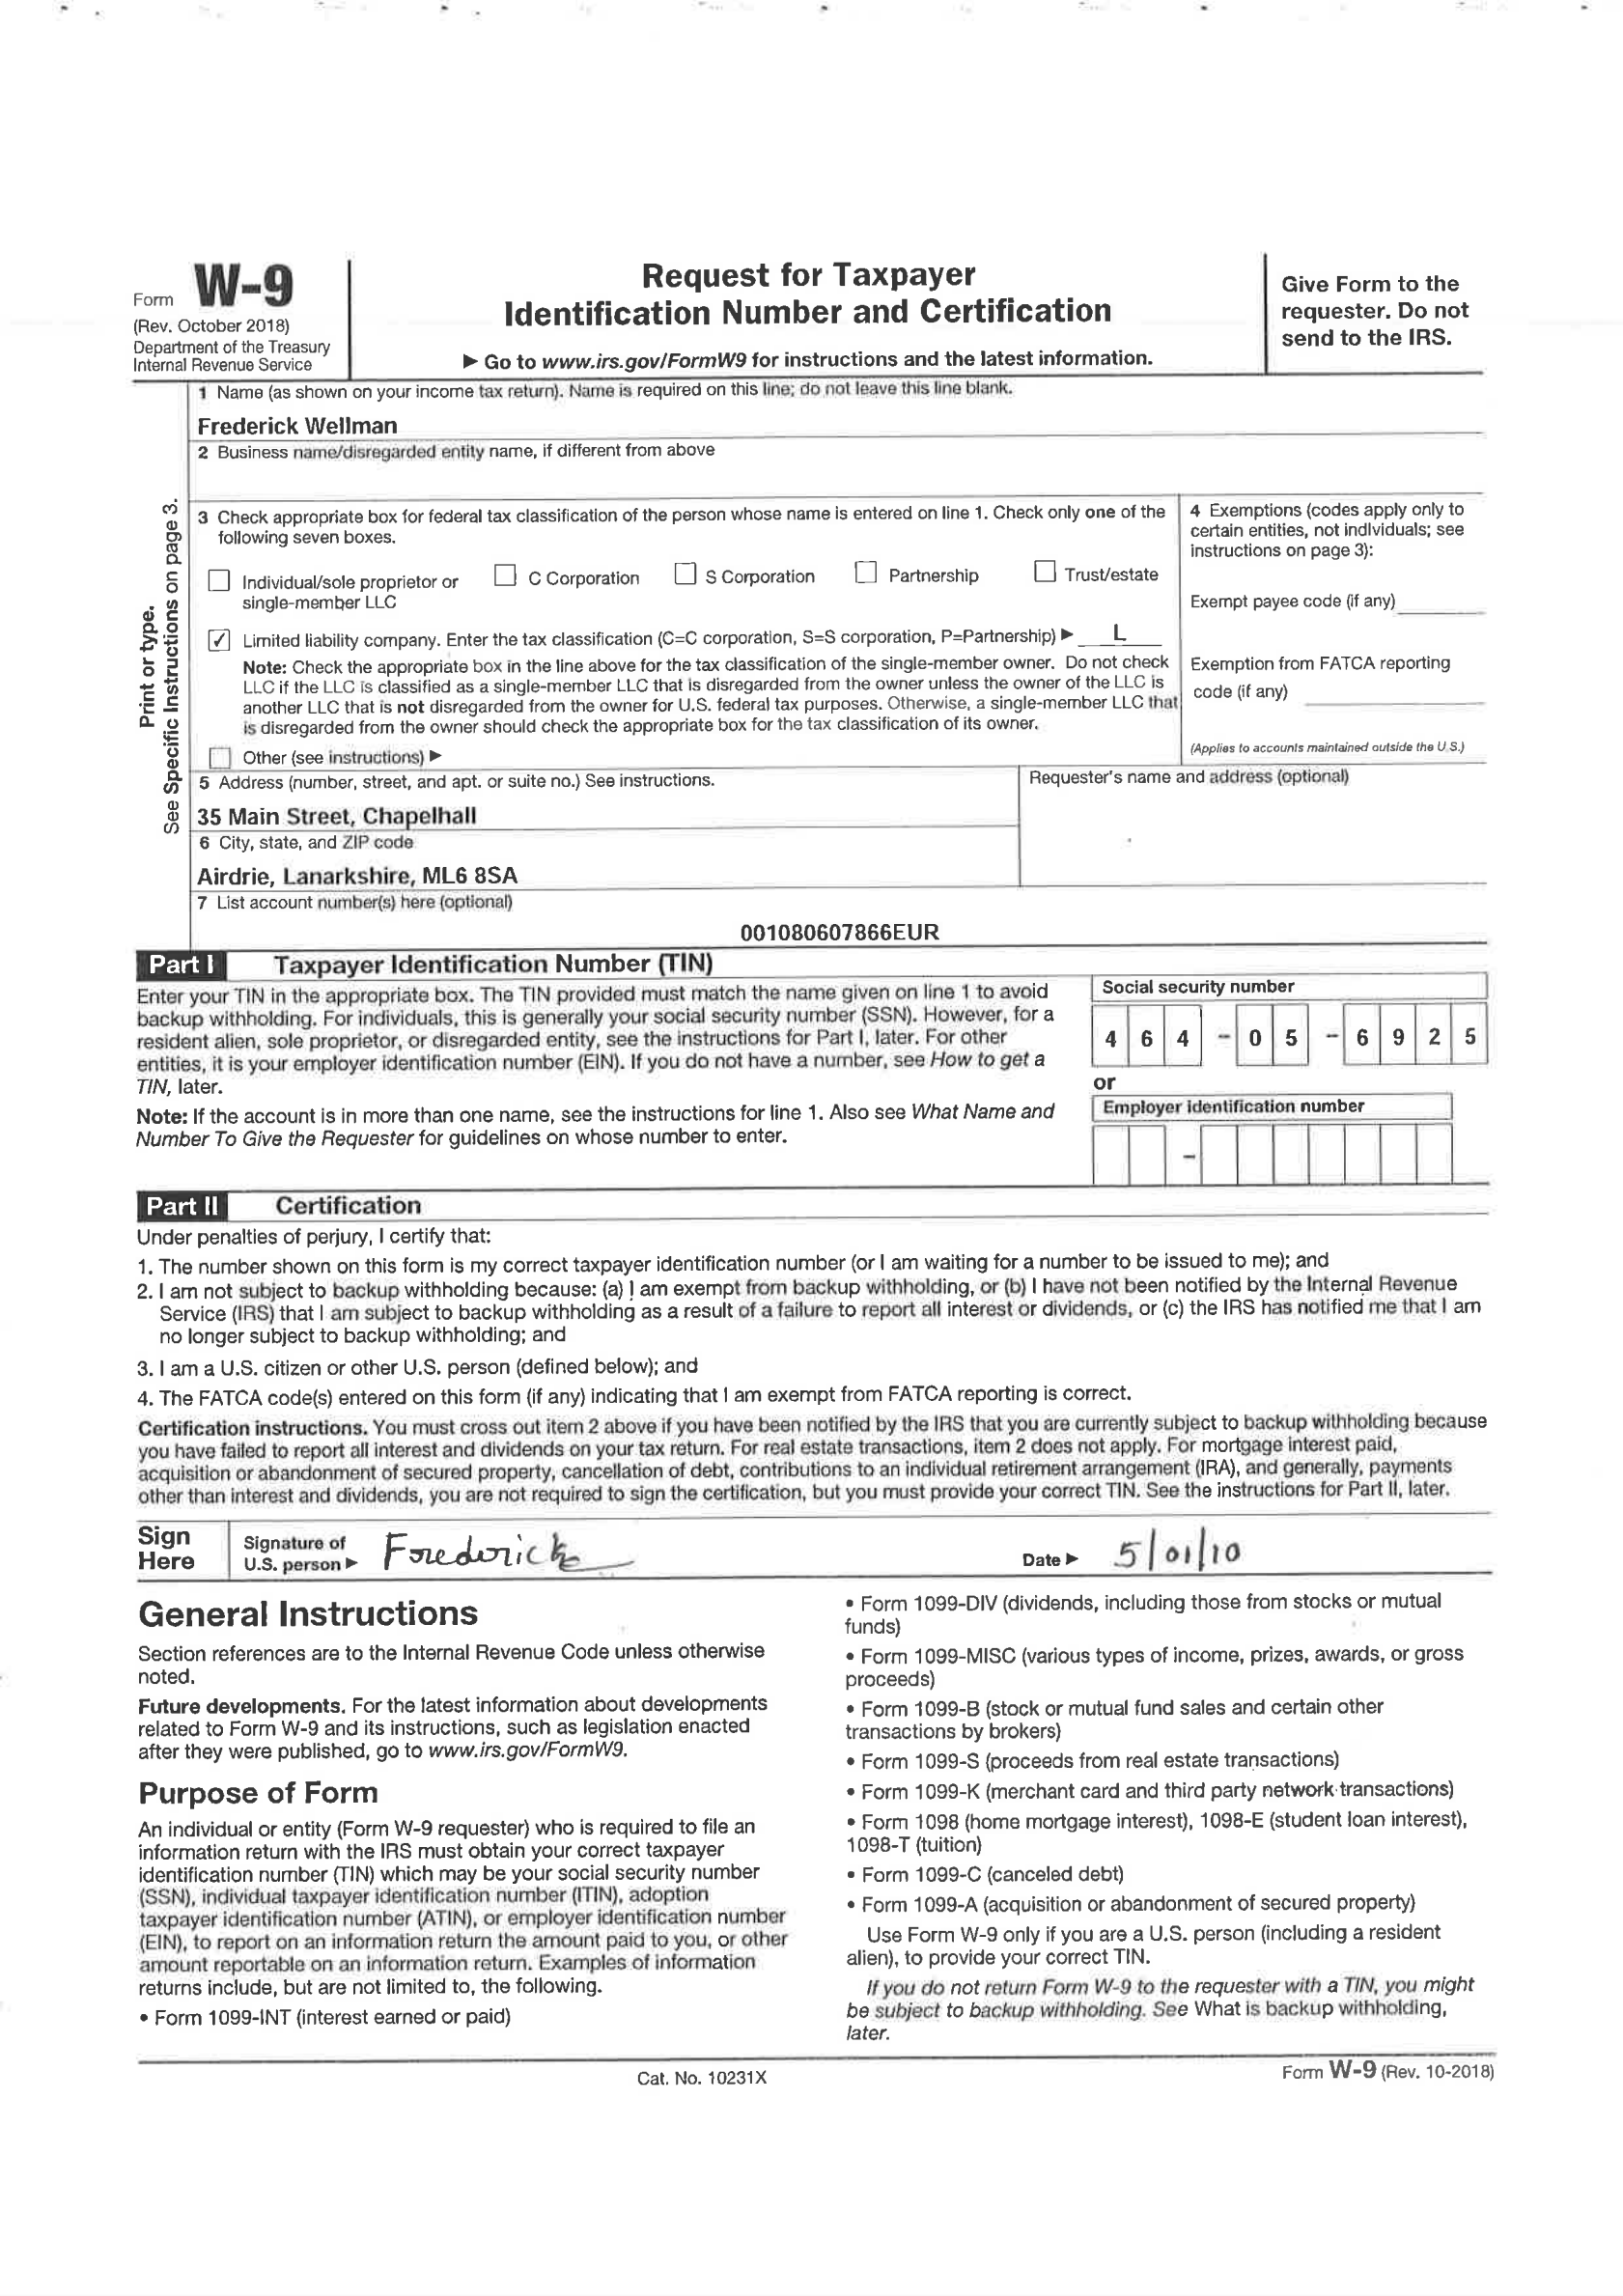 Form W-9
(Rev. October 2018)
Department of the Treasury
Internal Revenue Service
Request for Taxpayer
Identification Number and Certification
▶ Go to www.irs.gov/FormW9 for instructions and the latest information.
Give Form to the
requester. Do not
send to the IRS.
Print or type.
See Specific Instructions on page 3.
1 Name (as shown on your income tax return). Name is required on this line; do not leave this line blank.
Frederick Wellman
2 Business name/disregarded entity name, if different from above
3 Check appropriate box for federal tax classification of the person whose name is entered on line 1. Check only one of the
following seven boxes.
☐ Individual/sole proprietor or ☐ C Corporation ☐ S Corporation ☐ Partnership ☐ Trust/estate
single-member LLC
☑ Limited liability company. Enter the tax classification (C=C corporation, S=S corporation, P=Partnership) ▶ L
Note: Check the appropriate box in the line above for the tax classification of the single-member owner. Do not check
LLC if the LLC is classified as a single-member LLC that is disregarded from the owner unless the owner of the LLC is
another LLC that is not disregarded from the owner for U.S. federal tax purposes. Otherwise, a single-member LLC that
is disregarded from the owner should check the appropriate box for the tax classification of its owner.
☐ Other (see instructions) ▶
4 Exemptions (codes apply only to
certain entities, not individuals; see
instructions on page 3):
Exempt payee code (if any)
Exemption from FATCA reporting
code (if any)
(Applies to accounts maintained outside the U.S.)
5 Address (number, street, and apt. or suite no.) See instructions.
35 Main Street, Chapelhall
6 City, state, and ZIP code
Airdrie, Lanarkshire, ML6 8SA
Requester's name and address (optional)
7 List account number(s) here (optional)
001080607866EUR
Part I Taxpayer Identification Number (TIN)
Enter your TIN in the appropriate box. The TIN provided must match the name given on line 1 to avoid
backup withholding. For individuals, this is generally your social security number (SSN). However, for a
resident alien, sole proprietor, or disregarded entity, see the instructions for Part I, later. For other
entities, it is your employer identification number (EIN). If you do not have a number, see How to get a
TIN, later.
Note: If the account is in more than one name, see the instructions for line 1. Also see What Name and
Number To Give the Requester for guidelines on whose number to enter.
Social security number
4 6 4 - 0 5 - 6 9 2 5
or
Employer identification number
-
Part II Certification
Under penalties of perjury, I certify that:
1. The number shown on this form is my correct taxpayer identification number (or I am waiting for a number to be issued to me); and
2. I am not subject to backup withholding because: (a) I am exempt from backup withholding, or (b) I have not been notified by the Internal Revenue
Service (IRS) that I am subject to backup withholding as a result of a failure to report all interest or dividends, or (c) the IRS has notified me that I am
no longer subject to backup withholding; and
3. I am a U.S. citizen or other U.S. person (defined below); and
4. The FATCA code(s) entered on this form (if any) indicating that I am exempt from FATCA reporting is correct.
Certification instructions. You must cross out item 2 above if you have been notified by the IRS that you are currently subject to backup withholding because
you have failed to report all interest and dividends on your tax return. For real estate transactions, item 2 does not apply. For mortgage interest paid,
acquisition or abandonment of secured property, cancellation of debt, contributions to an individual retirement arrangement (IRA), and generally, payments
other than interest and dividends, you are not required to sign the certification, but you must provide your correct TIN. See the instructions for Part II, later.
Sign
Here
Signature of
U.S. person ▶ Frederick
Date ▶ 5/01/10
General Instructions
Section references are to the Internal Revenue Code unless otherwise
noted.
Future developments. For the latest information about developments
related to Form W-9 and its instructions, such as legislation enacted
after they were published, go to www.irs.gov/FormW9.
Purpose of Form
An individual or entity (Form W-9 requester) who is required to file an
information return with the IRS must obtain your correct taxpayer
identification number (TIN) which may be your social security number
(SSN), individual taxpayer identification number (ITIN), adoption
taxpayer identification number (ATIN), or employer identification number
(EIN), to report on an information return the amount paid to you, or other
amount reportable on an information return. Examples of information
returns include, but are not limited to, the following.
• Form 1099-INT (interest earned or paid)
• Form 1099-DIV (dividends, including those from stocks or mutual
funds)
• Form 1099-MISC (various types of income, prizes, awards, or gross
proceeds)
• Form 1099-B (stock or mutual fund sales and certain other
transactions by brokers)
• Form 1099-S (proceeds from real estate transactions)
• Form 1099-K (merchant card and third party network transactions)
• Form 1098 (home mortgage interest), 1098-E (student loan interest),
1098-T (tuition)
• Form 1099-C (canceled debt)
• Form 1099-A (acquisition or abandonment of secured property)
Use Form W-9 only if you are a U.S. person (including a resident
alien), to provide your correct TIN.
If you do not return Form W-9 to the requester with a TIN, you might
be subject to backup withholding. See What is backup withholding,
later.
Cat. No. 10231X
Form W-9 (Rev. 10-2018)